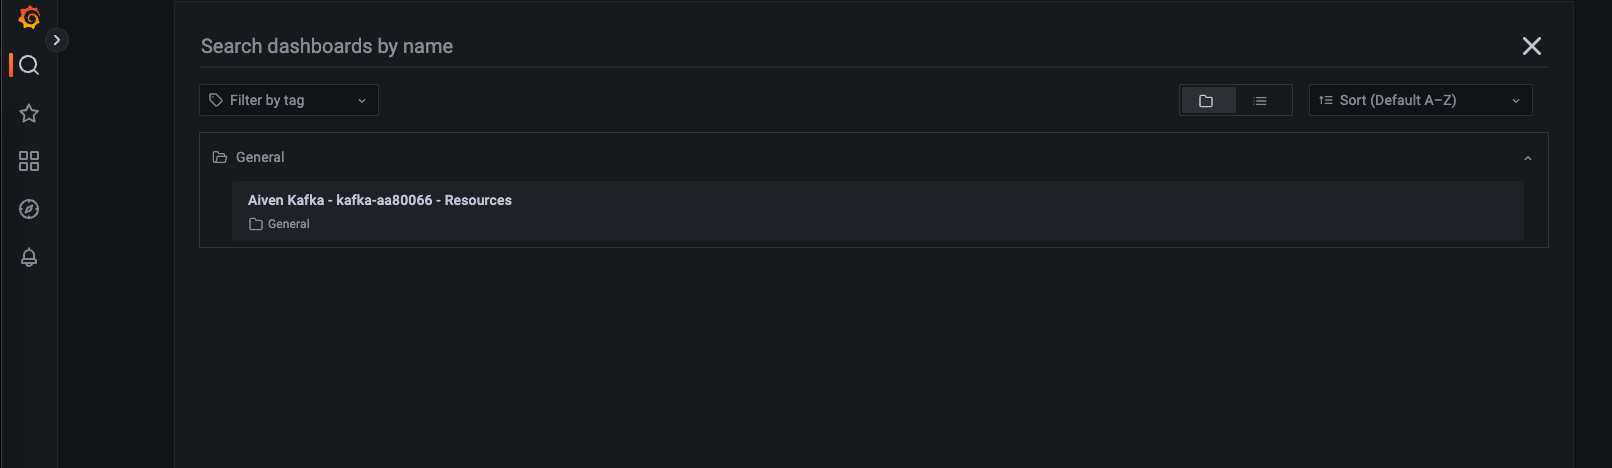 Search dashboards by name
Filter by tag
Sort (Default A–Z)
General
Aiven Kafka - kafka-aa80066 - Resources
General